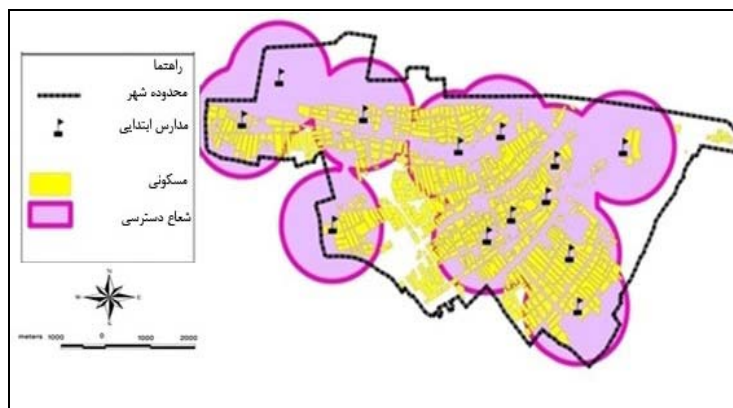 راهنما
محدوده شهر
مدارس ابتدایی
مسکونی
شعاع دسترسی
N
W E
S
meters 1000 0 1000 2000